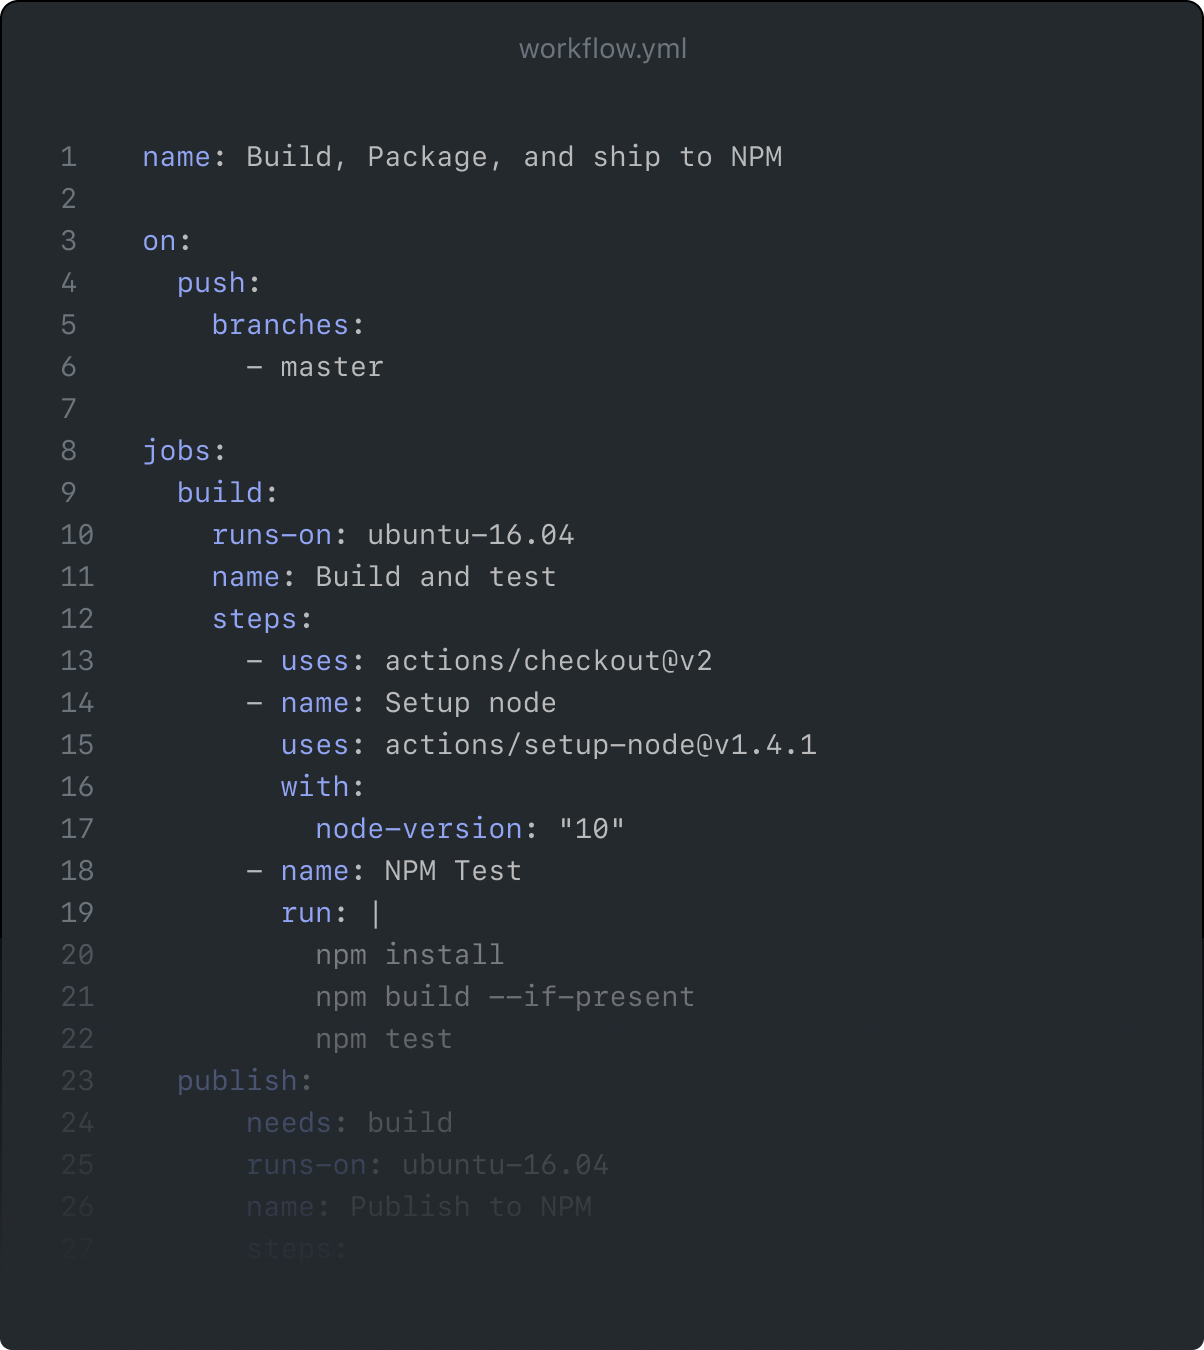 workflow.yml
1 name: Build, Package, and ship to NPM
2
3 on:
4   push:
5     branches:
6       - master
7
8 jobs:
9   build:
10     runs-on: ubuntu-16.04
11     name: Build and test
12     steps:
13       - uses: actions/checkout@v2
14       - name: Setup node
15         uses: actions/setup-node@v1.4.1
16         with:
17           node-version: "10"
18       - name: NPM Test
19         run: |
20           npm install
21           npm build --if-present
22           npm test
23   publish:
24       needs: build
25       runs-on: ubuntu-16.04
26       name: Publish to NPM
27       steps: